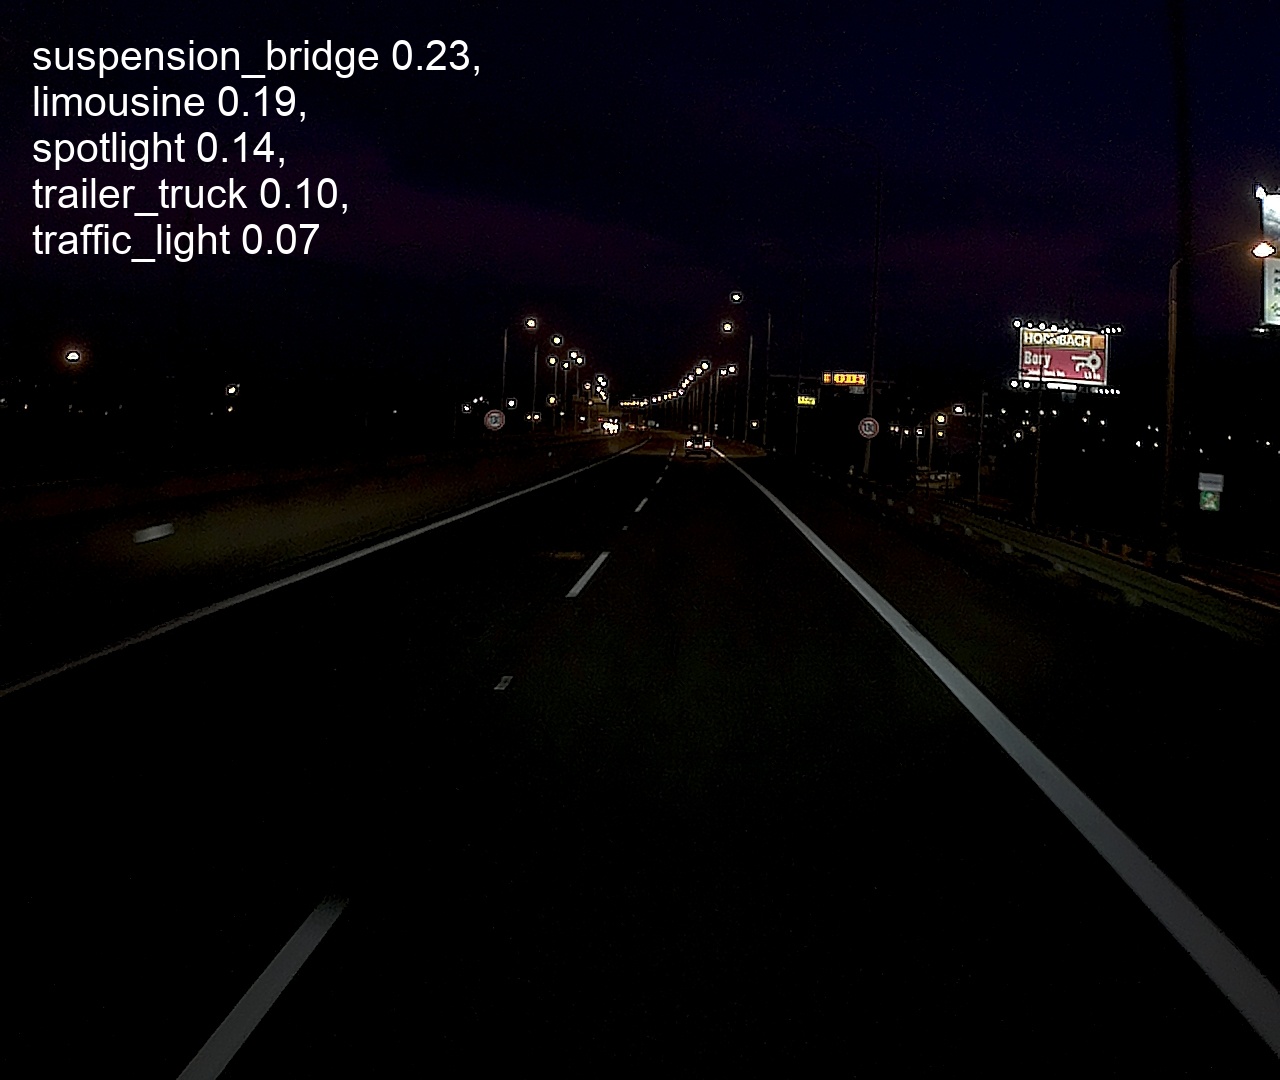 suspension_bridge 0.23,
limousine 0.19,
spotlight 0.14,
trailer_truck 0.10,
traffic_light 0.07
HORNBACH
Bory